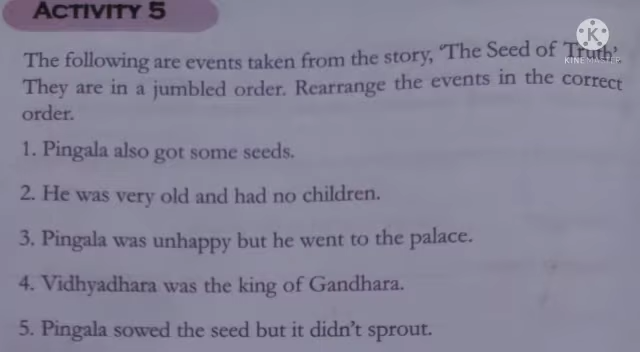 ACTIVITY 5
The following are events taken from the story, 'The Seed of Truth'
They are in a jumbled order. Rearrange the events in the correct
order.
1. Pingala also got some seeds.
2. He was very old and had no children.
3. Pingala was unhappy but he went to the palace.
4. Vidhyadhara was the king of Gandhara.
5. Pingala sowed the seed but it didn't sprout.
K
KINEMASTER